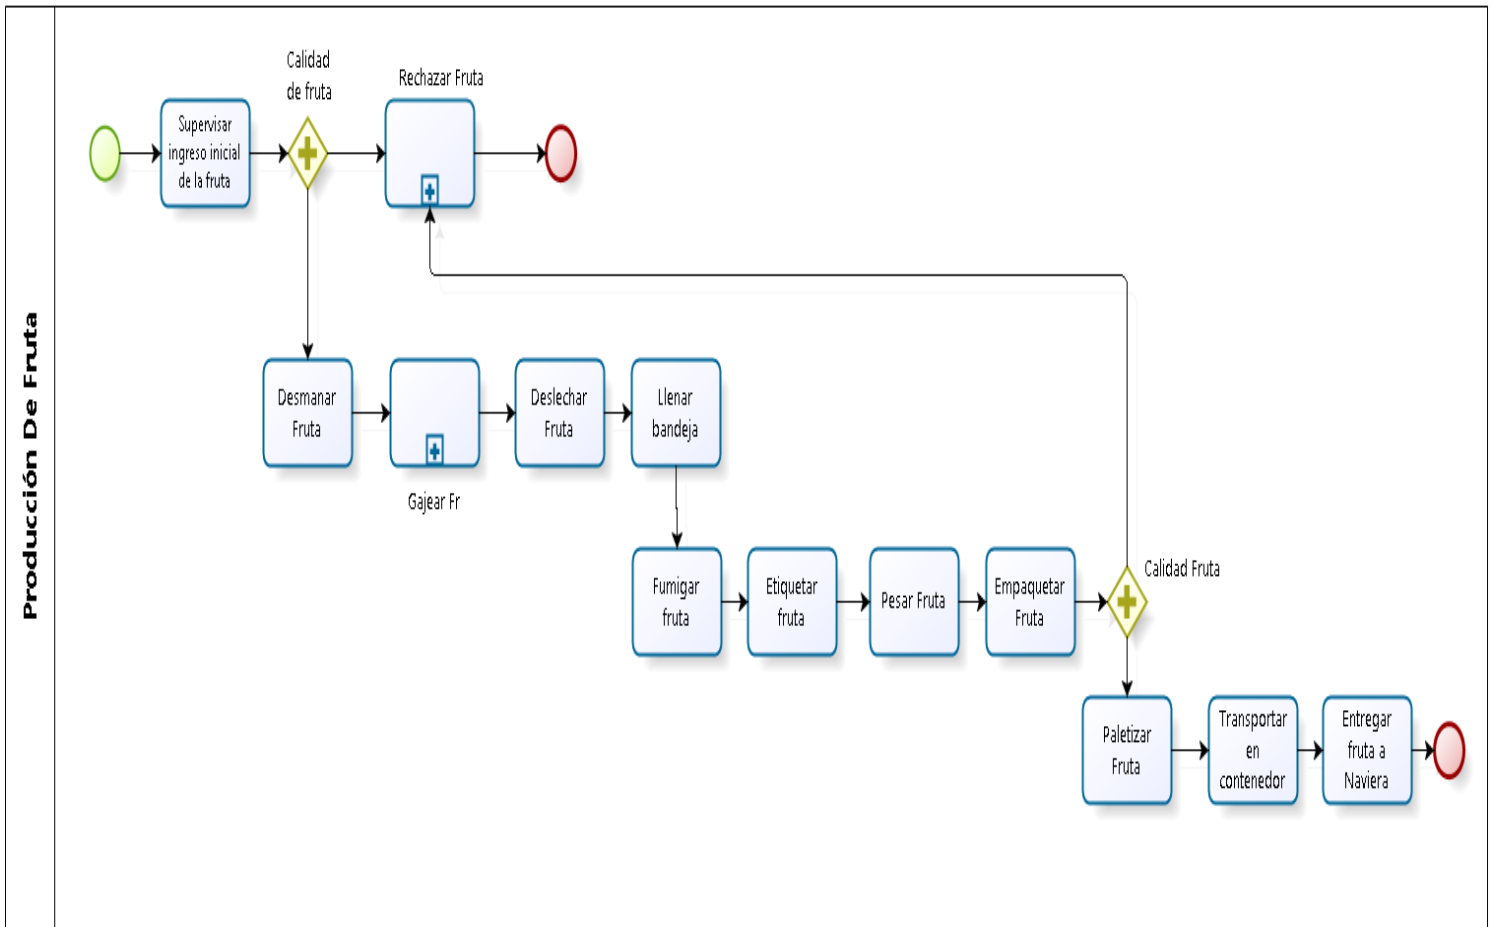 Producción De Fruta
Calidad
de fruta
Rechazar Fruta
Supervisar
ingreso inicial
de la fruta
Desmanar
Fruta
Gajear Fr
Deslechar
Fruta
Llenar
bandeja
Fumigar
fruta
Etiquetar
fruta
Pesar Fruta
Empaquetar
Fruta
Calidad Fruta
Paletizar
Fruta
Transportar
en
contenedor
Entregar
fruta a
Naviera